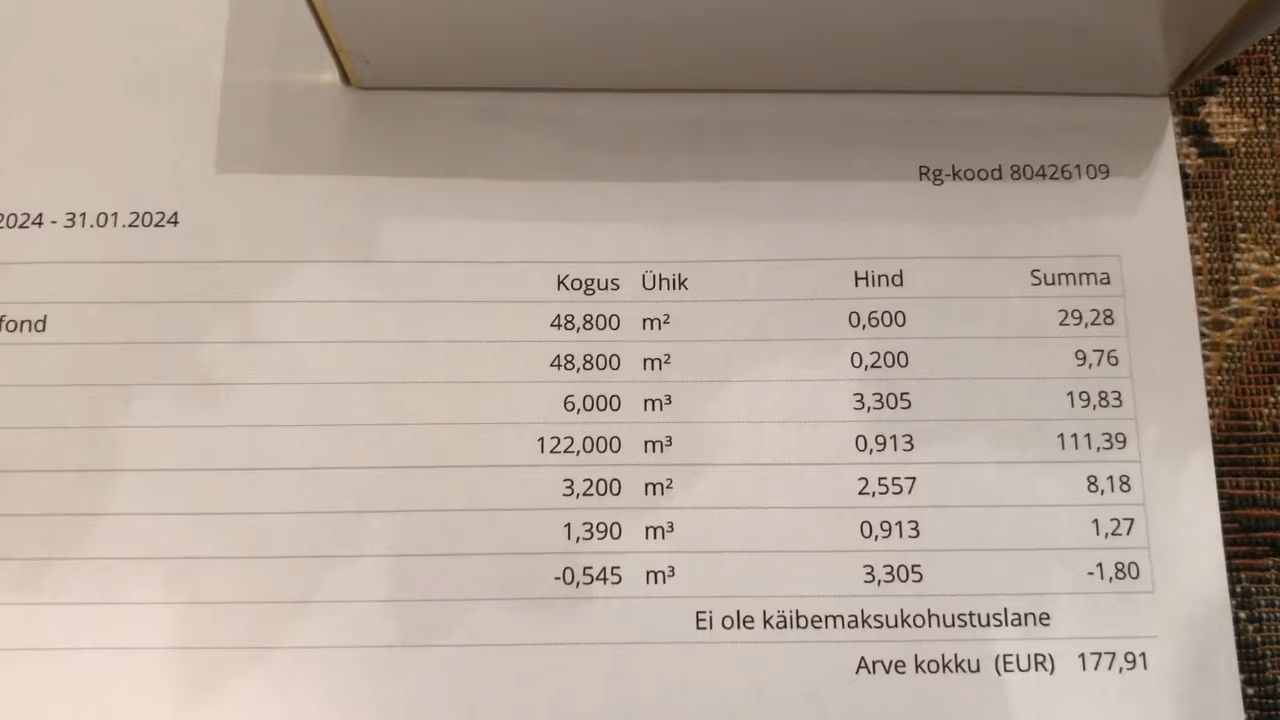 Rg-kood 80426109
2024 - 31.01.2024
Kogus Ühik Hind Summa
fond 48,800 m² 0,600 29,28
48,800 m² 0,200 9,76
6,000 m³ 3,305 19,83
122,000 m³ 0,913 111,39
3,200 m² 2,557 8,18
1,390 m³ 0,913 1,27
-0,545 m³ 3,305 -1,80
Ei ole käibemaksukohustuslane
Arve kokku (EUR) 177,91